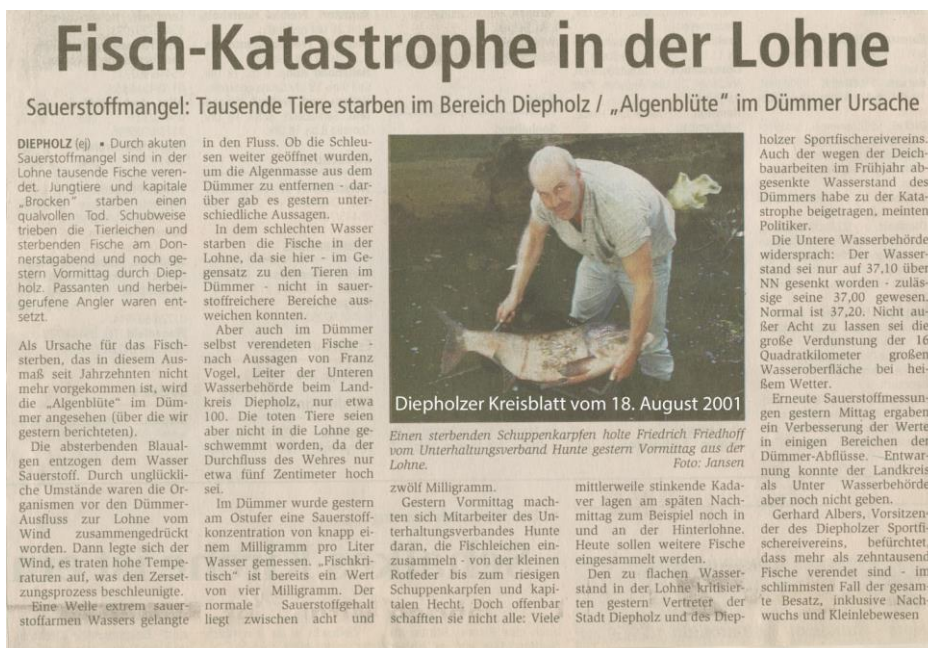 Fisch-Katastrophe in der Lohne
Sauerstoffmangel: Tausende Tiere starben im Bereich Diepholz / „Algenblüte“ im Dümmer Ursache
DIEPHOLZ (ej) ▪ Durch akuten
Sauerstoffmangel sind in der
Lohne tausende Fische veren-
det. Jungtiere und kapitale
„Brocken“ starben einen
qualvollen Tod. Schubweise
trieben die Tierleichen und
sterbenden Fische am Don-
nerstagabend und noch ge-
stern Vormittag durch Diep-
holz. Passanten und herbei-
gerufene Angler waren ent-
setzt.
Als Ursache für das Fisch-
sterben, das in diesem Aus-
maß seit Jahrzehnten nicht
mehr vorgekommen ist, wird
die „Algenblüte“ im Düm-
mer angesehen (über die wir
gestern berichteten).
Die absterbenden Blaual-
gen entzogen dem Wasser
Sauerstoff. Durch unglückli-
che Umstände waren die Or-
ganismen vor den Dümmer-
Ausfluss zur Lohne vom
Wind zusammengedrückt
worden. Dann legte sich der
Wind, es traten hohe Tempe-
raturen auf, was den Zerset-
zungsprozess beschleunigte.
Eine Welle extrem sauer-
stoffarmen Wassers gelangte
in den Fluss. Ob die Schleu-
sen weiter geöffnet wurden,
um die Algenmasse aus dem
Dümmer zu entfernen - dar-
über gab es gestern unter-
schiedliche Aussagen.
In dem schlechten Wasser
starben die Fische in der
Lohne, da sie hier - im Ge-
gensatz zu den Tieren im
Dümmer - nicht in sauer-
stoffreichere Bereiche aus-
weichen konnten.
Aber auch im Dümmer
selbst verendeten Fische -
nach Aussagen von Franz
Vogel, Leiter der Unteren
Wasserbehörde beim Land-
kreis Diepholz, nur etwa
100. Die toten Tiere seien
aber nicht in die Lohne ge-
schwemmt worden, da der
Durchfluss des Wehres nur
etwa fünf Zentimeter hoch
sei.
Im Dümmer wurde gestern
am Ostufer eine Sauerstoff-
konzentration von knapp ei-
nem Milligramm pro Liter
Wasser gemessen. „Fischkri-
tisch“ ist bereits ein Wert
von vier Milligramm. Der
normale Sauerstoffgehalt
liegt zwischen acht und
Diepholzer Kreisblatt vom 18. August 2001
Einen sterbenden Schuppenkarpfen holte Friedrich Friedhoff
vom Unterhaltungsverband Hunte gestern Vormittag aus der
Lohne. Foto: Jansen
zwölf Milligramm.
Gestern Vormittag mach-
ten sich Mitarbeiter des Un-
terhaltungsverbandes Hunte
daran, die Fischleichen ein-
zusammeln - von der kleinen
Rotfeder bis zum riesigen
Schuppenkarpfen und kapi-
talen Hecht. Doch offenbar
schafften sie nicht alle: Viele
mittlerweile stinkende Kada-
ver lagen am späten Nach-
mittag zum Beispiel noch in
und an der Hinterlohne.
Heute sollen weitere Fische
eingesammelt werden.
Den zu flachen Wasser-
stand in der Lohne kritisier-
ten gestern Vertreter der
Stadt Diepholz und des Diep-
holzer Sportfischereivereins.
Auch der wegen der Deich-
bauarbeiten im Frühjahr ab-
gesenkte Wasserstand des
Dümmers habe zu der Kata-
strophe beigetragen, meinten
Politiker.
Die Untere Wasserbehörde
widersprach: Der Wasser-
stand sei nur auf 37,10 über
NN gesenkt worden - zuläs-
sige seine 37,00 gewesen.
Normal ist 37,20. Nicht au-
ßer Acht zu lassen sei die
große Verdunstung der 16
Quadratkilometer großen
Wasseroberfläche bei hei-
ßem Wetter.
Erneute Sauerstoffmessun-
gen gestern Mittag ergaben
ein Verbesserung der Werte
in einigen Bereichen der
Dümmer-Abflüsse. Entwar-
nung konnte der Landkreis
als Unter Wasserbehörde
aber noch nicht geben.
Gerhard Albers, Vorsitzen-
der des Diepholzer Sportfi-
schereivereins, befürchtet,
dass mehr als zehntausend
Fische verendet sind - im
schlimmsten Fall der gesam-
te Besatz, inklusive Nach-
wuchs und Kleinlebewesen